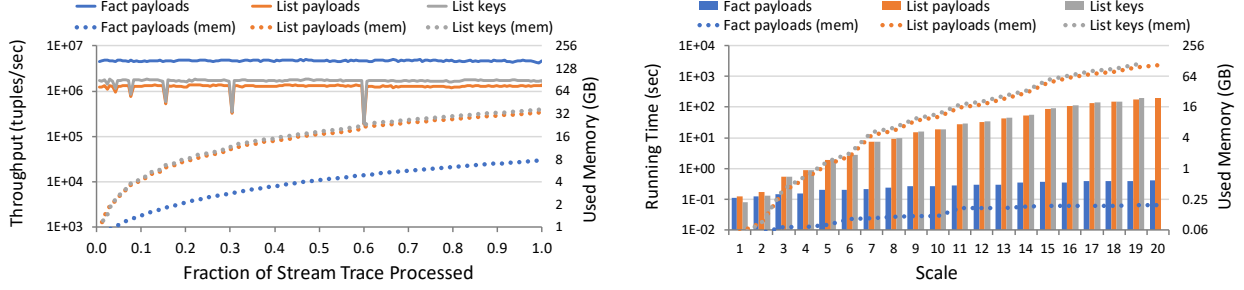 Fact payloads List payloads List keys
Fact payloads (mem) List payloads (mem) List keys (mem)
1E+07 256
128
1E+06 64
32
1E+05 16
8
1E+04 4
2
1E+03 1
0.0 0.1 0.2 0.3 0.4 0.5 0.6 0.7 0.8 0.9 1.0
Throughput (tuples/sec)
Used Memory (GB)
Fraction of Stream Trace Processed
Fact payloads List payloads List keys
Fact payloads (mem) List payloads (mem) List keys (mem)
1E+04 256
1E+03 64
1E+02 16
1E+01 4
1E+00 1
1E-01 0.25
1E-02 0.06
1 2 3 4 5 6 7 8 9 10 11 12 13 14 15 16 17 18 19 20
Running Time (sec)
Used Memory (GB)
Scale